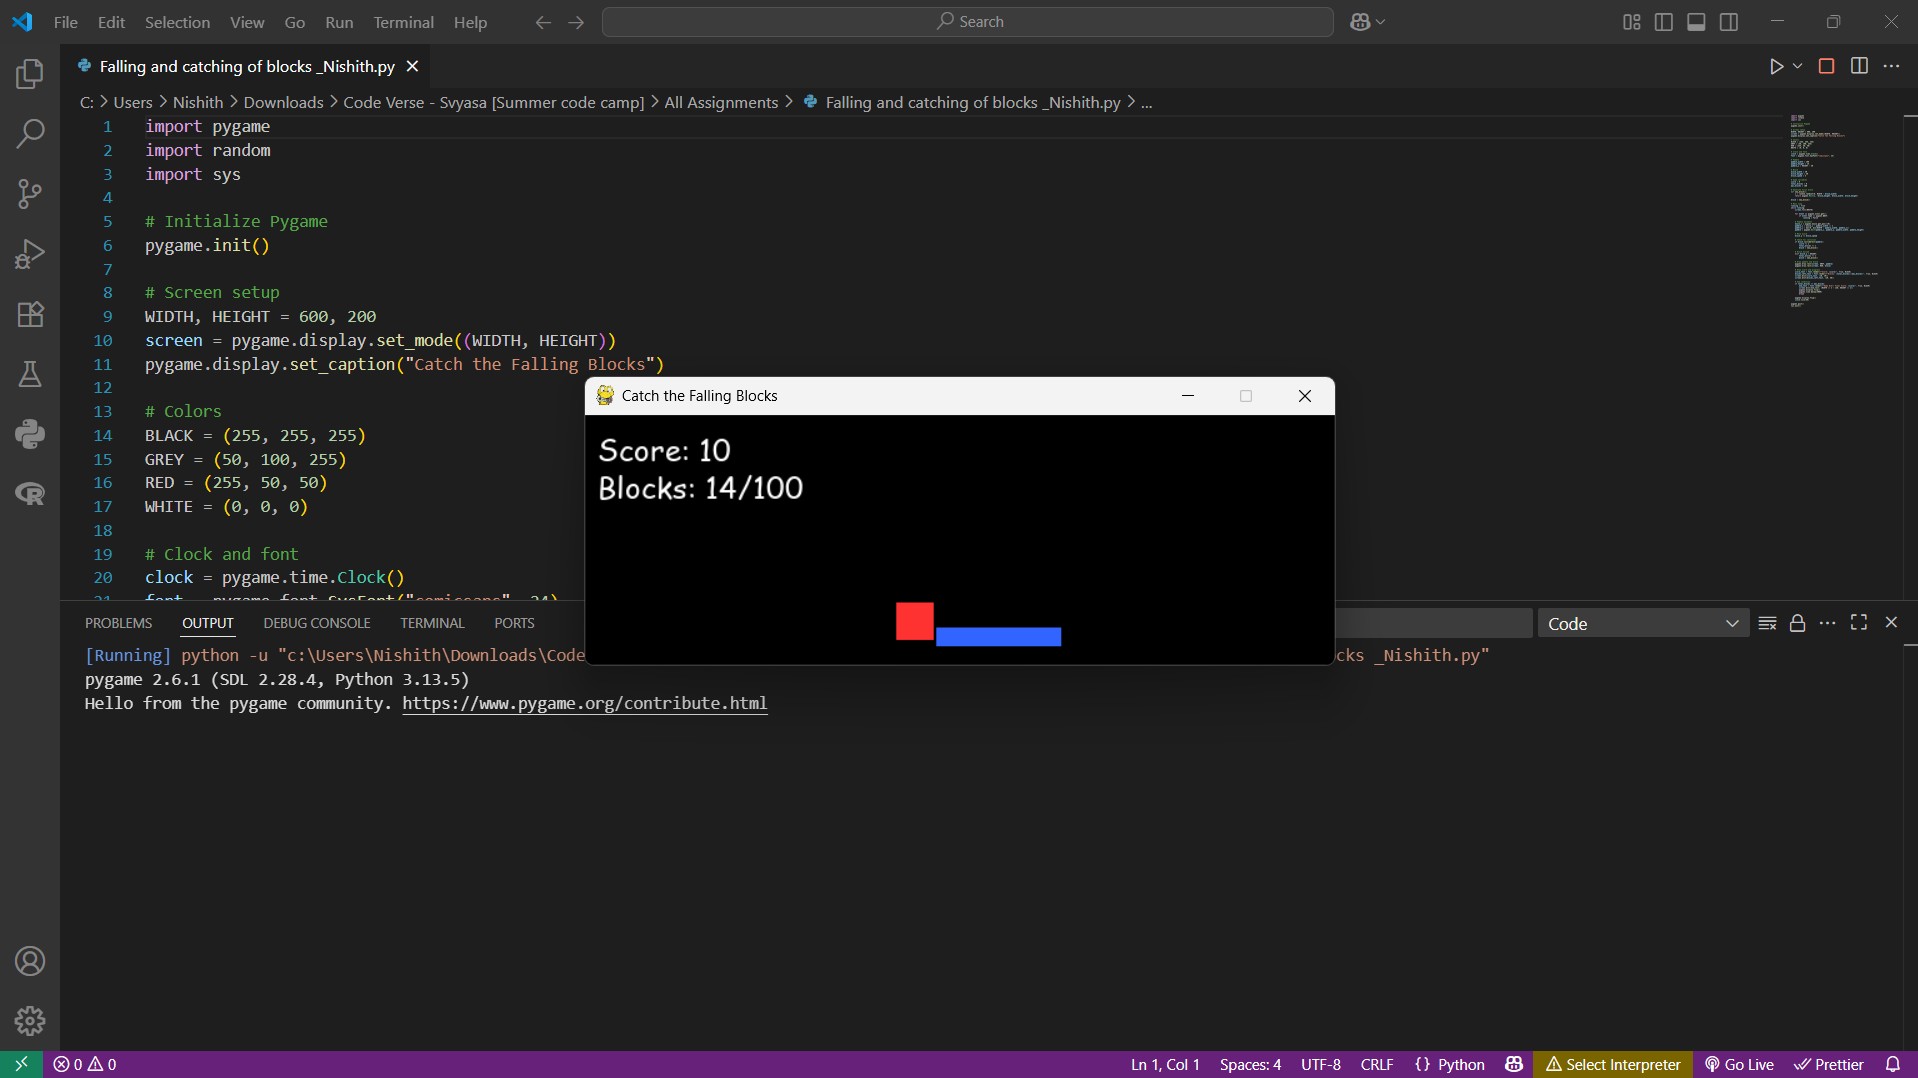 File Edit Selection View Go Run Terminal Help
Search
Falling and catching of blocks _Nishith.py
C: > Users > Nishith > Downloads > Code Verse - Svyasa [Summer code camp] > All Assignments > Falling and catching of blocks _Nishith.py > ...
1 import pygame
2 import random
3 import sys
4
5 # Initialize Pygame
6 pygame.init()
7
8 # Screen setup
9 WIDTH, HEIGHT = 600, 200
10 screen = pygame.display.set_mode((WIDTH, HEIGHT))
11 pygame.display.set_caption("Catch the Falling Blocks")
12
13 # Colors
14 BLACK = (255, 255, 255)
15 GREY = (50, 100, 255)
16 RED = (255, 50, 50)
17 WHITE = (0, 0, 0)
18
19 # Clock and font
20 clock = pygame.time.Clock()
21 font = pygame.font.SysFont("comicsans", 24)
Catch the Falling Blocks
Score: 10
Blocks: 14/100
PROBLEMS OUTPUT DEBUG CONSOLE TERMINAL PORTS
Code
[Running] python -u "c:\Users\Nishith\Downloads\Code
cks _Nishith.py"
pygame 2.6.1 (SDL 2.28.4, Python 3.13.5)
Hello from the pygame community. https://www.pygame.org/contribute.html
0 0
Ln 1, Col 1 Spaces: 4 UTF-8 CRLF {} Python Select Interpreter Go Live Prettier